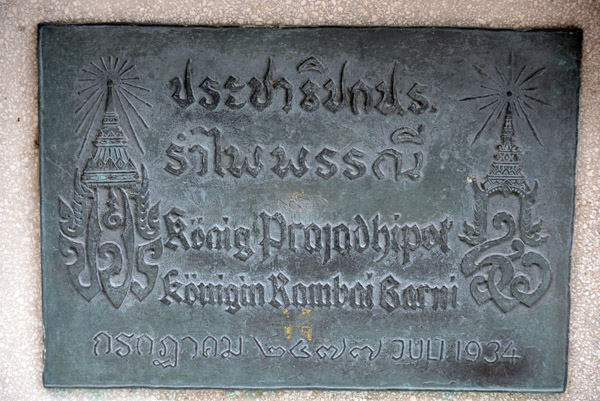 ประชาธิปก ป.ร.
รำไพพรรณี
König Prajadhipok
Königin Rambai Barni
กรกฎาคม ๒๔๗๗ JULI 1934